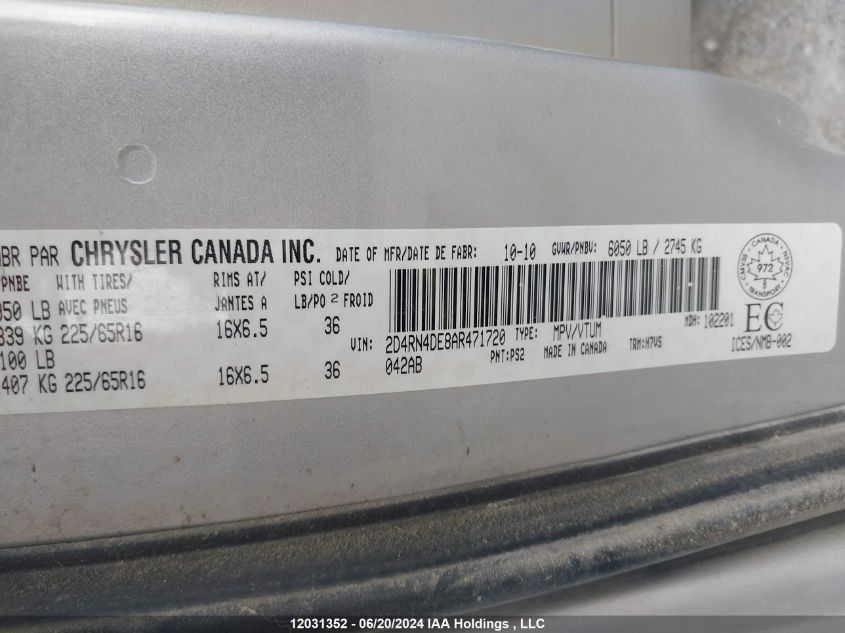 ABR PAR CHRYSLER CANADA INC. DATE OF MFR/DATE DE FABR: 10-10 GVWR/PNBV: 6050 LB / 2745 KG
PNBE WITH TIRES/ RIMS AT/ PSI COLD/
050 LB AVEC PNEUS JANTES A LB/PO 2 FROID
839 KG 225/65R16 16X6.5 36
100 LB
407 KG 225/65R16 16X6.5 36
VIN: 2D4RN4DE8AR471720 TYPE: MPV/VTUM MDH: 102201
042AB PNT:PS2 MADE IN CANADA TRM:H7VS
CANADA
972
TRANSPORT
EC
ICES/NMB-002
12031352 - 06/20/2024 IAA Holdings , LLC